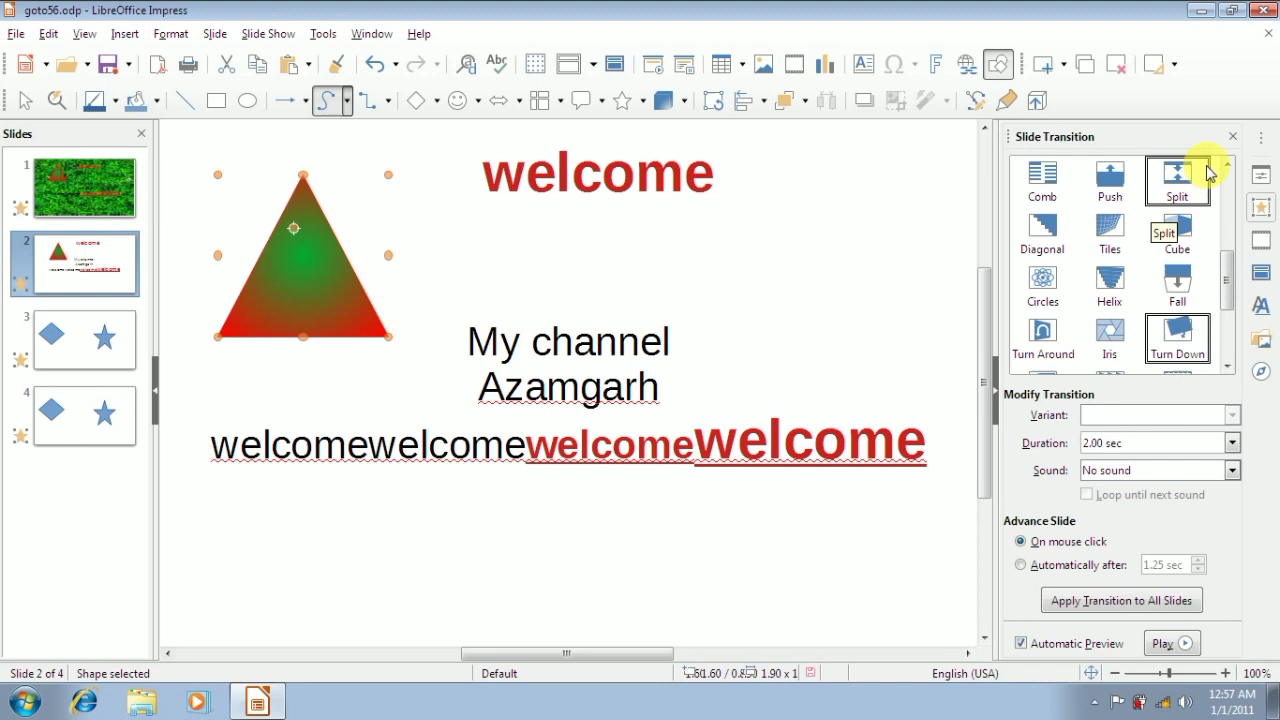 goto56.odp - LibreOffice Impress
File Edit View Insert Format Slide Slide Show Tools Window Help
Slides
1
2
3
4
welcome
My channel
Azamgarh
welcomewelcomewelcomewelcome
Slide Transition
Comb Push Split
Diagonal Tiles Cube
Split
Circles Helix Fall
Turn Around Iris Turn Down
Modify Transition
Variant:
Duration: 2.00 sec
Sound: No sound
Loop until next sound
Advance Slide
On mouse click
Automatically after: 1.25 sec
Apply Transition to All Slides
Automatic Preview Play
Slide 2 of 4 Shape selected Default English (USA) 100%
12:57 AM
1/1/2011